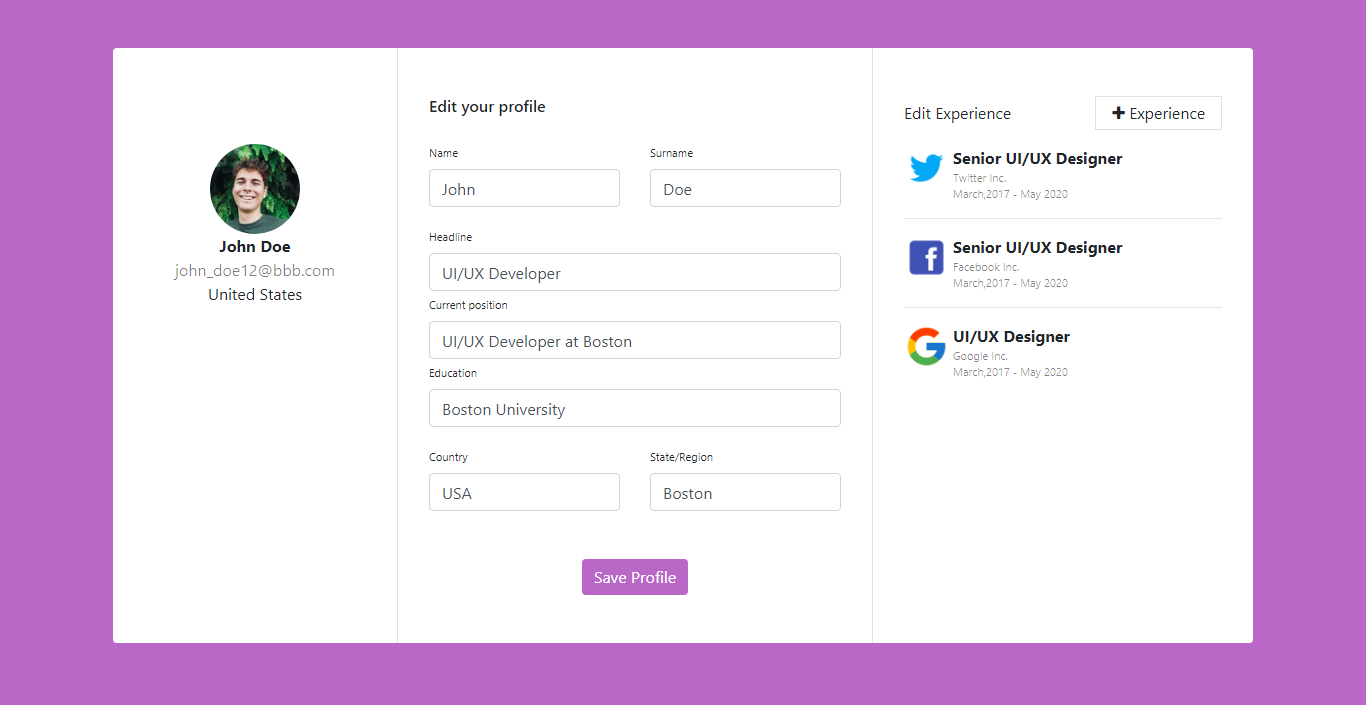 John Doe
john_doe12@bbb.com
United States
Edit your profile
Name Surname
John Doe
Headline
UI/UX Developer
Current position
UI/UX Developer at Boston
Education
Boston University
Country State/Region
USA Boston
Save Profile
Edit Experience + Experience
Senior UI/UX Designer
Twitter Inc.
March,2017 - May 2020
Senior UI/UX Designer
Facebook Inc.
March,2017 - May 2020
UI/UX Designer
Google Inc.
March,2017 - May 2020